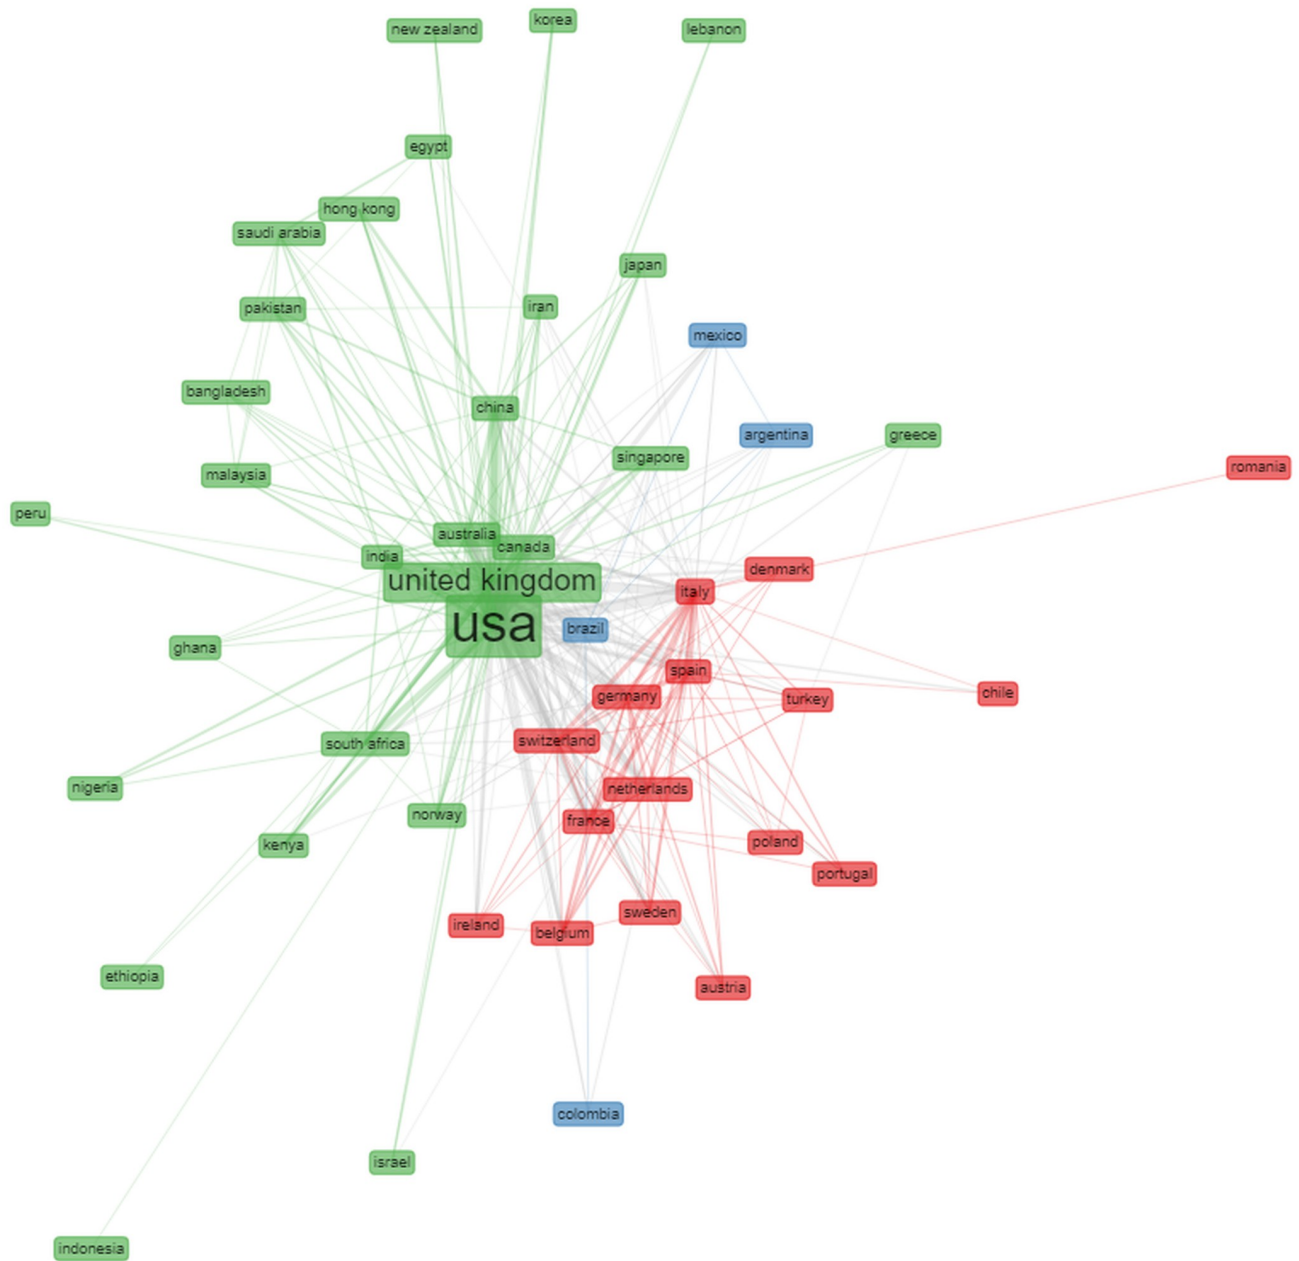 korea
new zealand
lebanon
egypt
hong kong
saudi arabia
japan
pakistan
iran
mexico
bangladesh
china
argentina
greece
singapore
romania
malaysia
peru
australia
canada
india
denmark
united kingdom
italy
usa
brazil
ghana
spain
chile
germany
turkey
switzerland
south africa
nigeria
netherlands
norway
france
poland
kenya
portugal
sweden
ireland
belgium
ethiopia
austria
colombia
israel
indonesia